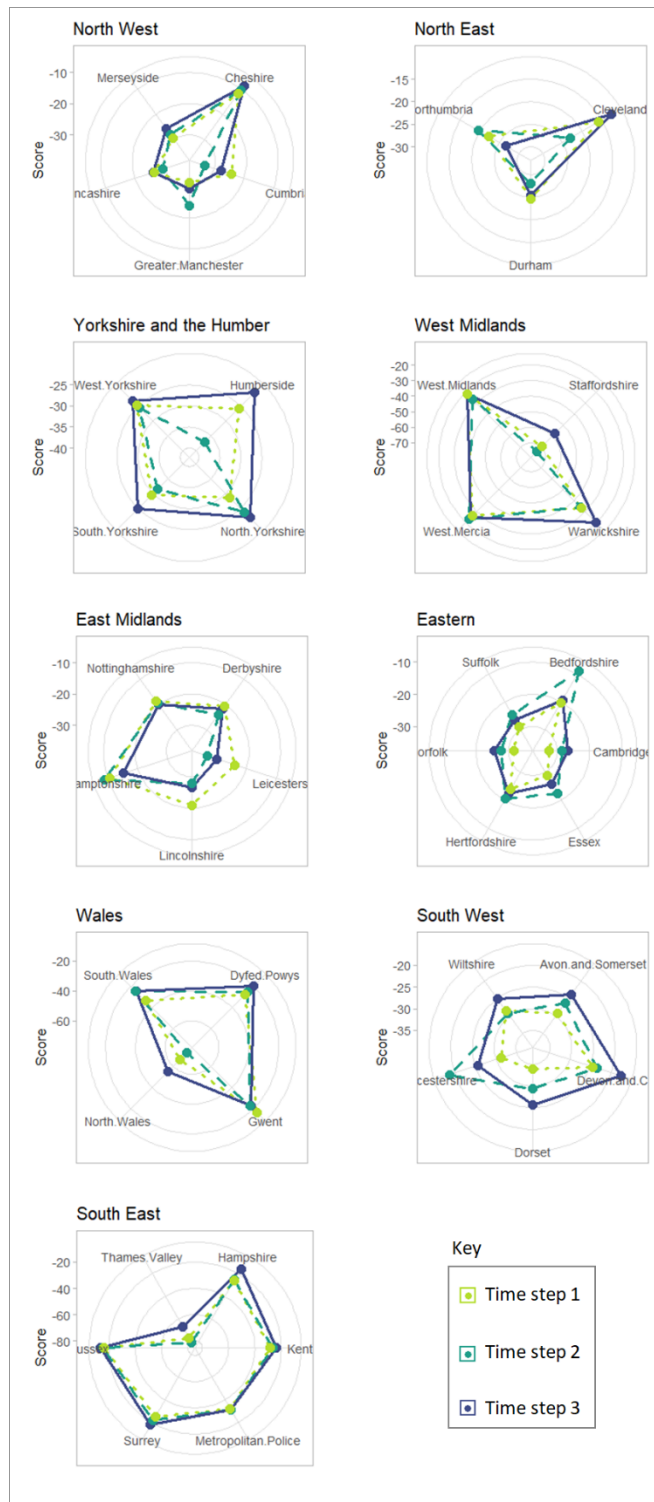 North West
-10
-20
-30
Score
Merseyside
Cheshire
ncashire
Cumbri
Greater.Manchester
North East
-15
-20
-25
-30
Score
orthumbria
Cleveland
Durham
Yorkshire and the Humber
-25
-30
-35
-40
Score
West.Yorkshire
Humberside
South.Yorkshire
North.Yorkshire
West Midlands
-20
-30
-40
-50
-60
-70
Score
West.Midlands
Staffordshire
West.Mercia
Warwickshire
East Midlands
-10
-20
-30
Score
Nottinghamshire
Derbyshire
amptonshire
Leicesters
Lincolnshire
Eastern
-10
-20
-30
Score
Suffolk
Bedfordshire
orfolk
Cambridge
Hertfordshire
Essex
Wales
-20
-40
-60
Score
South.Wales
Dyfed.Powys
North.Wales
Gwent
South West
-20
-25
-30
-35
Score
Wiltshire
Avon.and.Somerset
cestershire
Devon.and.C
Dorset
South East
-20
-40
-60
-80
Score
Thames.Valley
Hampshire
ussex
Kent
Surrey
Metropolitan.Police
Key
Time step 1
Time step 2
Time step 3